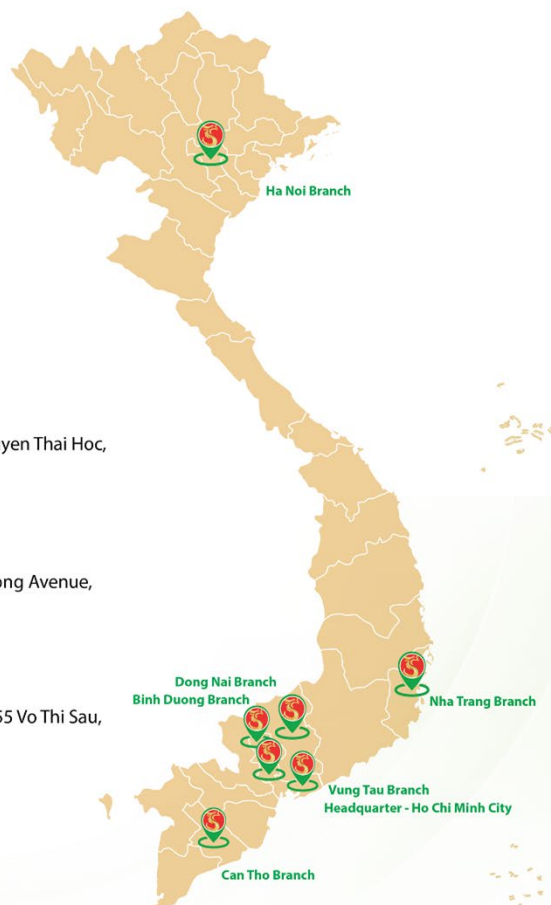 Ha Noi Branch
yen Thai Hoc,
ong Avenue,
Dong Nai Branch
Binh Duong Branch
Nha Trang Branch
55 Vo Thi Sau,
Vung Tau Branch
Headquarter - Ho Chi Minh City
Can Tho Branch